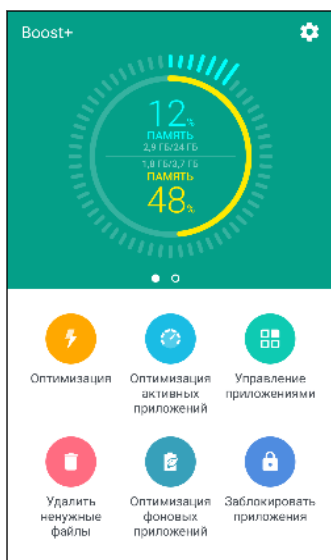 Boost+
12%
ПАМЯТЬ
2,9 ГБ/24 ГБ
1,8 ГБ/3,7 ГБ
ПАМЯТЬ
48%
Оптимизация
Оптимизация
активных
приложений
Управление
приложениями
Удалить
ненужные
файлы
Оптимизация
фоновых
приложений
Заблокировать
приложения